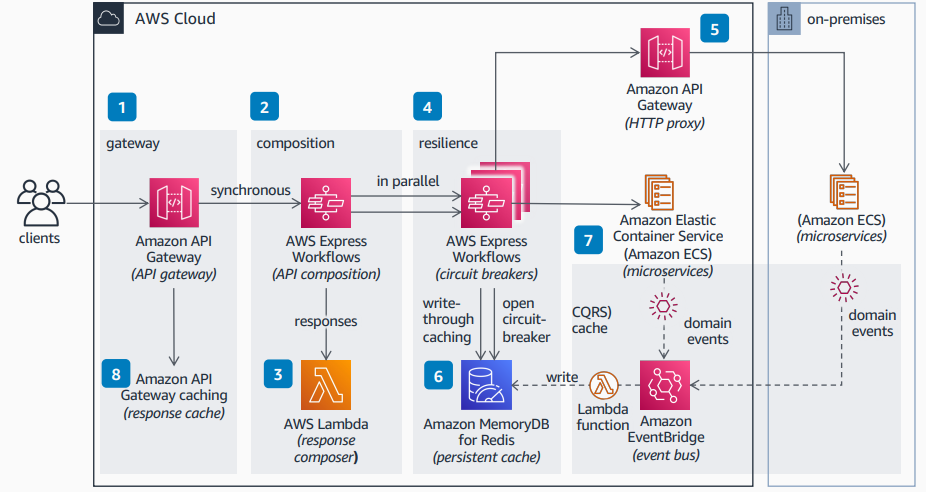 AWS Cloud
on-premises
5
Amazon API
Gateway
(HTTP proxy)
1
2
4
gateway
composition
resilience
clients
synchronous
in parallel
Amazon API
Gateway
(API gateway)
AWS Express
Workflows
(API composition)
AWS Express
Workflows
(circuit breakers)
7
Amazon Elastic
Container Service
(Amazon ECS)
(microservices)
(Amazon ECS)
(microservices)
responses
write-
through
caching
open
circuit-
breaker
CQRS)
cache
domain
events
domain
events
8
Amazon API
Gateway caching
(response cache)
3
AWS Lambda
(response
composer)
6
Amazon MemoryDB
for Redis
(persistent cache)
write
Lambda
function
Amazon
EventBridge
(event bus)